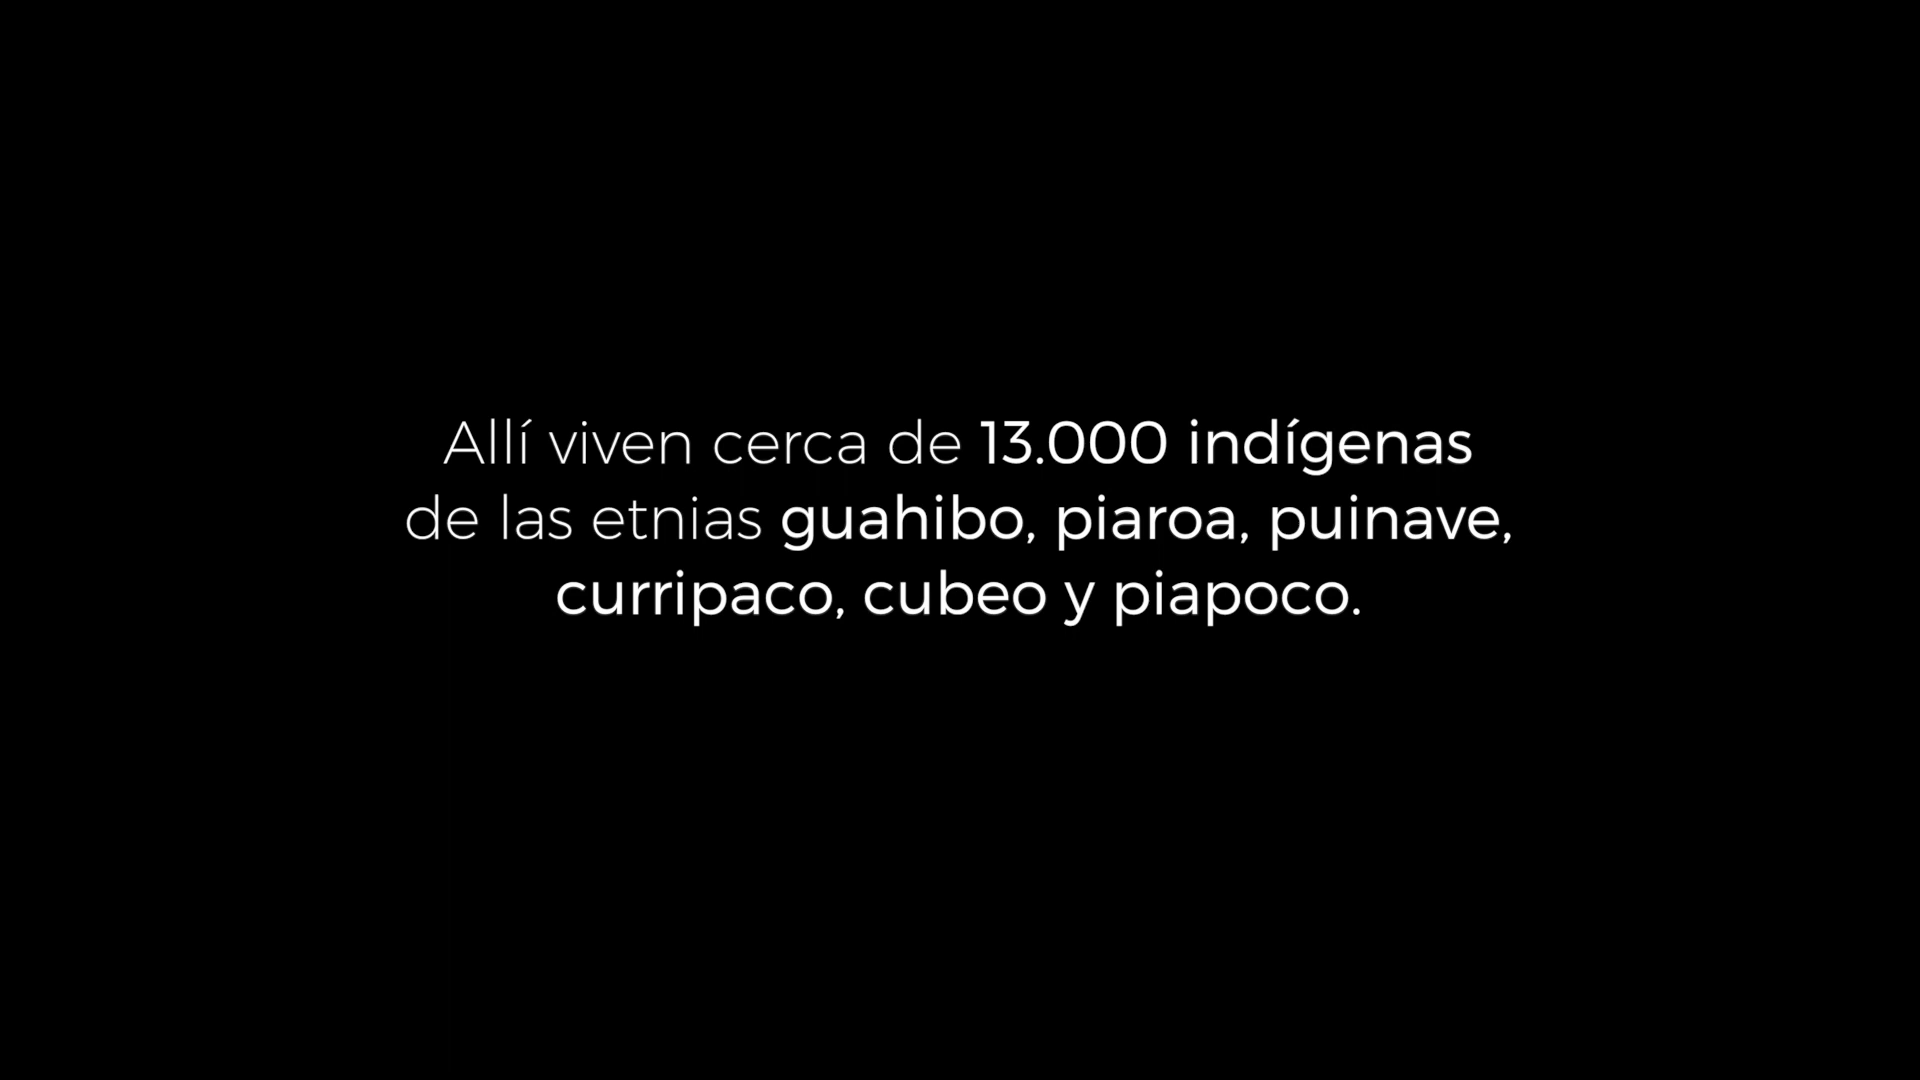 Allí viven cerca de 13.000 indígenas
de las etnias guahibo, piaroa, puinave,
curripaco, cubeo y piapoco.